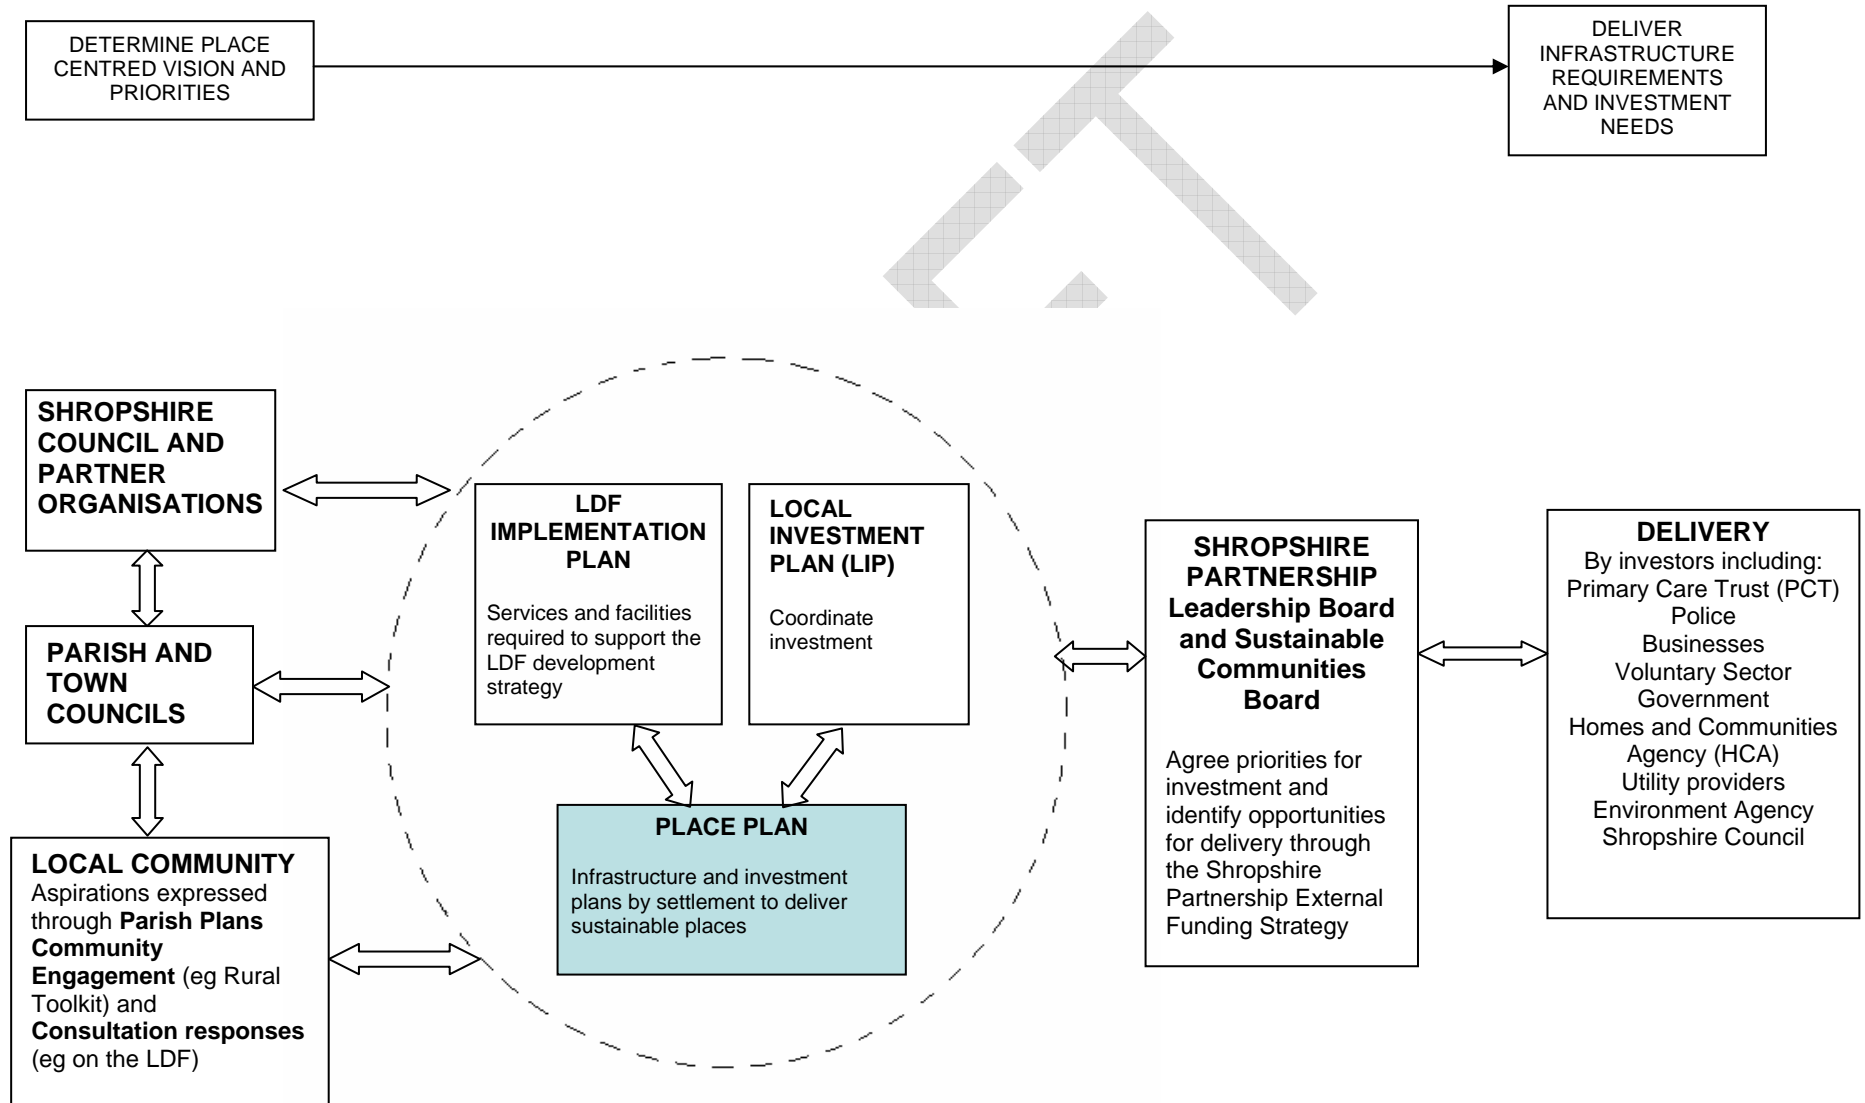 DETERMINE PLACE
CENTRED VISION AND
PRIORITIES
DELIVER
INFRASTRUCTURE
REQUIREMENTS
AND INVESTMENT
NEEDS
SHROPSHIRE
COUNCIL AND
PARTNER
ORGANISATIONS
PARISH AND
TOWN
COUNCILS
LOCAL COMMUNITY
Aspirations expressed
through Parish Plans
Community
Engagement (eg Rural
Toolkit) and
Consultation responses
(eg on the LDF)
LDF
IMPLEMENTATION
PLAN
Services and facilities
required to support the
LDF development
strategy
LOCAL
INVESTMENT
PLAN (LIP)
Coordinate
investment
PLACE PLAN
Infrastructure and investment
plans by settlement to deliver
sustainable places
SHROPSHIRE
PARTNERSHIP
Leadership Board
and Sustainable
Communities
Board
Agree priorities for
investment and
identify opportunities
for delivery through
the Shropshire
Partnership External
Funding Strategy
DELIVERY
By investors including:
Primary Care Trust (PCT)
Police
Businesses
Voluntary Sector
Government
Homes and Communities
Agency (HCA)
Utility providers
Environment Agency
Shropshire Council